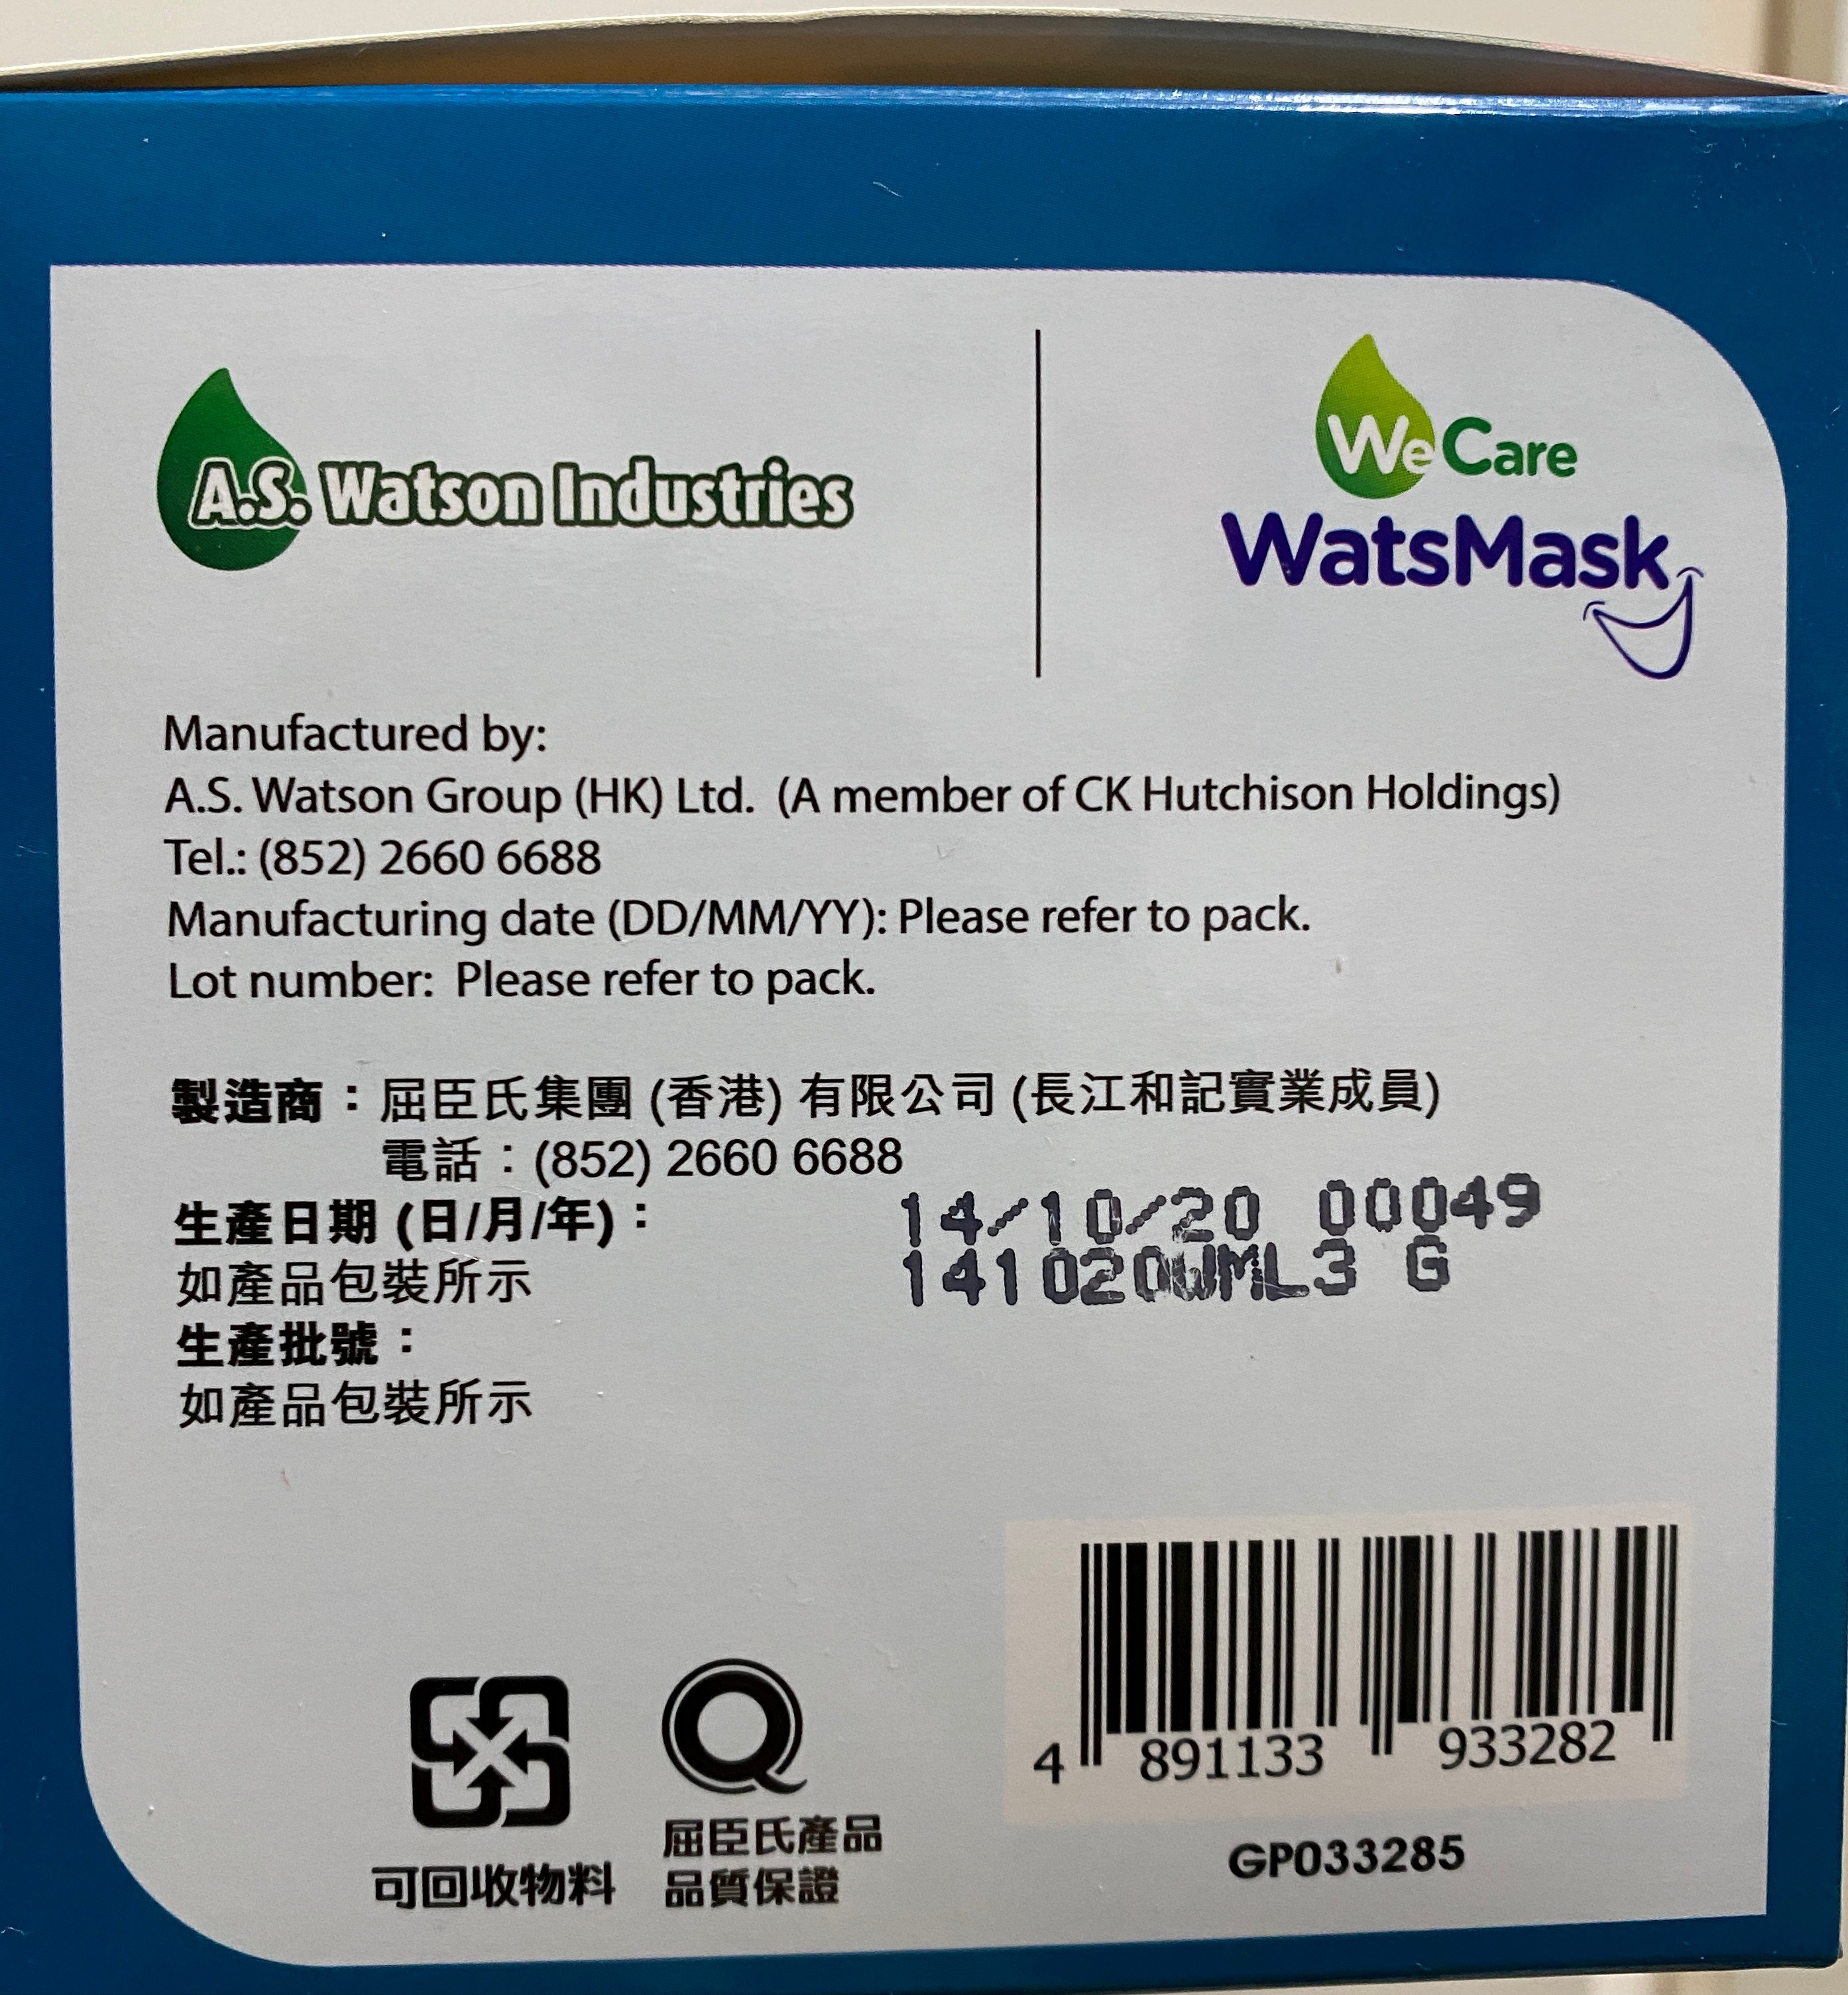 A.S. Watson Industries
We Care
WatsMask
Manufactured by:
A.S. Watson Group (HK) Ltd. (A member of CK Hutchison Holdings)
Tel.: (852) 2660 6688
Manufacturing date (DD/MM/YY): Please refer to pack.
Lot number: Please refer to pack.
製造商：屈臣氏集團 (香港) 有限公司 (長江和記實業成員)
電話：(852) 2660 6688
生產日期 (日/月/年)：
如產品包裝所示
生產批號：
如產品包裝所示
14/10/20 00049
141020WML3 G
可回收物料
Q
屈臣氏產品
品質保證
4 891133 933282
GP033285